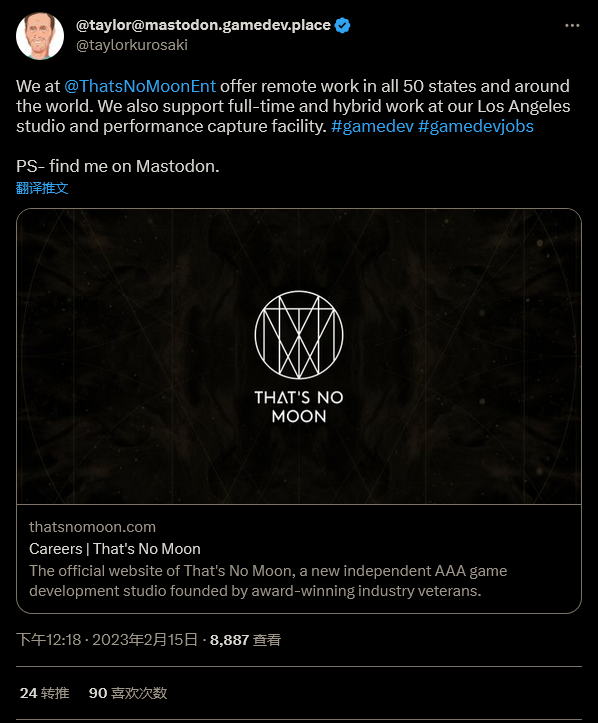 @taylor@mastodon.gamedev.place
@taylorkurosaki
We at @ThatsNoMoonEnt offer remote work in all 50 states and around
the world. We also support full-time and hybrid work at our Los Angeles
studio and performance capture facility. #gamedev #gamedevjobs
PS- find me on Mastodon.
翻译推文
THAT'S NO
MOON
thatsnomoon.com
Careers | That's No Moon
The official website of That's No Moon, a new independent AAA game
development studio founded by award-winning industry veterans.
下午12:18 · 2023年2月15日 · 8,887 查看
24 转推 90 喜欢次数